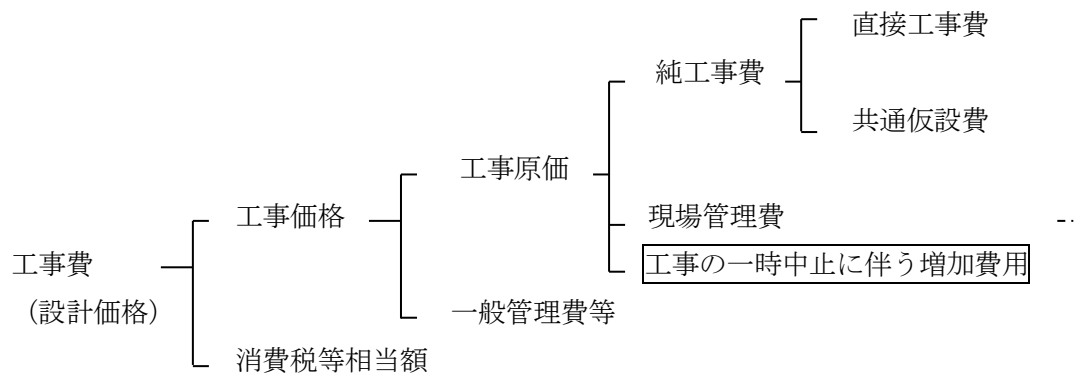 直接工事費
純工事費
共通仮設費
工事原価
工事価格
現場管理費
工事費
工事の一時中止に伴う増加費用
（設計価格）
一般管理費等
消費税等相当額